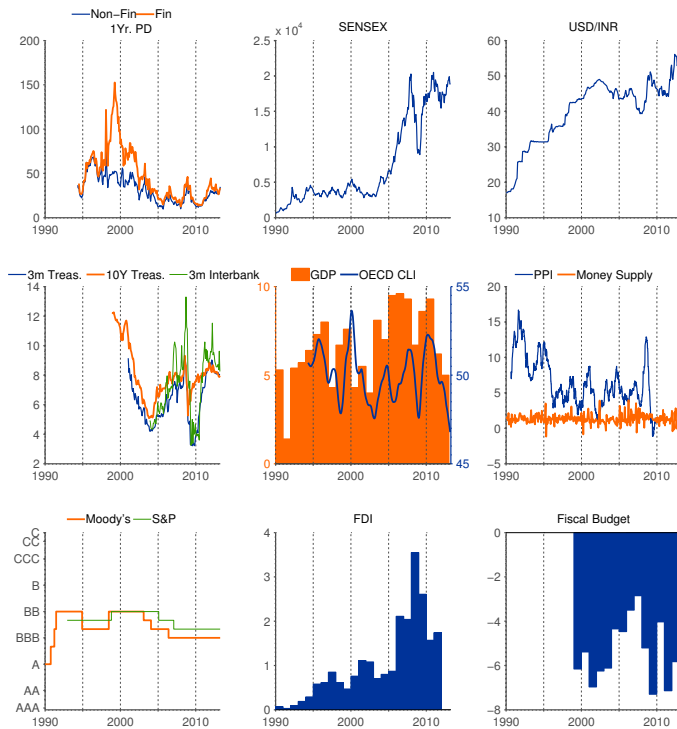 Non-Fin Fin
1Yr. PD
200
150
100
50
0
1990 2000 2010
x 10^4 SENSEX
2.5
2.0
1.5
1.0
0.5
0.0
1990 2000 2010
USD/INR
60
50
40
30
20
10
1990 2000 2010
3m Treas. 10Y Treas. 3m Interbank
14
12
10
8
6
4
2
1990 2000 2010
GDP OECD CLI
10 55
5 50
0 45
1990 2000 2010
PPI Money Supply
20
15
10
5
0
-5
1990 2000 2010
Moody's S&P
C
CC
CCC
B
BB
BBB
A
AA
AAA
1990 2000 2010
FDI
4
3
2
1
0
1990 2000 2010
Fiscal Budget
0
-2
-4
-6
-8
1990 2000 2010